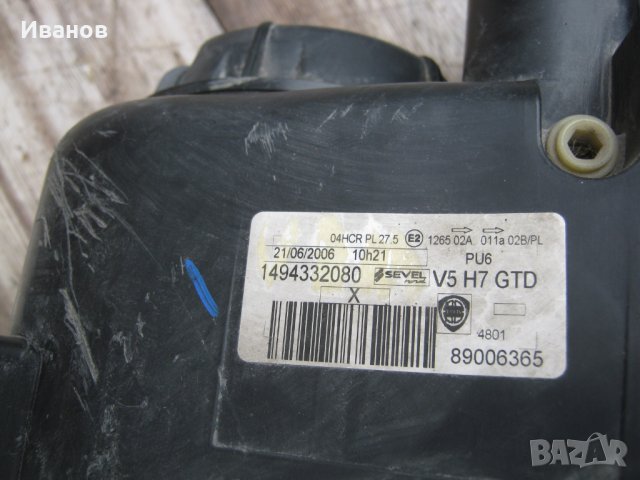 Иванов
04HCR PL 27.5 E2 1265 02A 011a 02B/PL
21/06/2006 10h21 PU6
1494332080 SEVEL V5 H7 GTD
X
4801
89006365
BAZAR